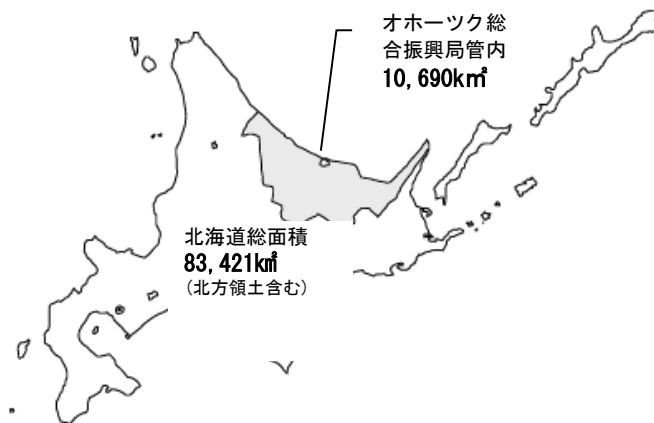 オホーツク総
合振興局管内
10,690k㎡
北海道総面積
83,421k㎡
(北方領土含む)